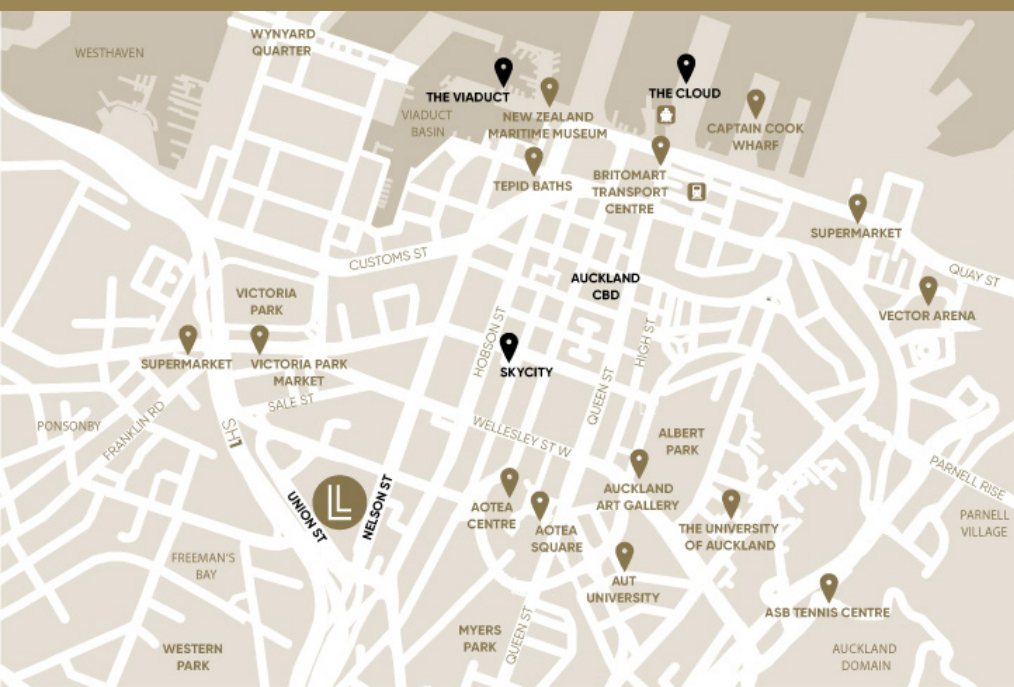 WYNYARD
QUARTER
WESTHAVEN
THE VIADUCT
THE CLOUD
VIADUCT
BASIN
NEW ZEALAND
MARITIME MUSEUM
CAPTAIN COOK
WHARF
TEPID BATHS
BRITOMART
TRANSPORT
CENTRE
SUPERMARKET
CUSTOMS ST
QUAY ST
AUCKLAND
CBD
VICTORIA
PARK
VECTOR ARENA
HOBSON ST
HIGH ST
SUPERMARKET
VICTORIA PARK
MARKET
SKYCITY
QUEEN ST
SALE ST
PONSONBY
FRANKLIN RD
SH1
WELLESLEY ST W
ALBERT
PARK
PARNELL RISE
UNION ST
LL
NELSON ST
AOTEA
CENTRE
AUCKLAND
ART GALLERY
AOTEA
SQUARE
THE UNIVERSITY
OF AUCKLAND
PARNELL
VILLAGE
FREEMAN'S
BAY
AUT
UNIVERSITY
ASB TENNIS CENTRE
WESTERN
PARK
MYERS
PARK
QUEEN ST
AUCKLAND
DOMAIN